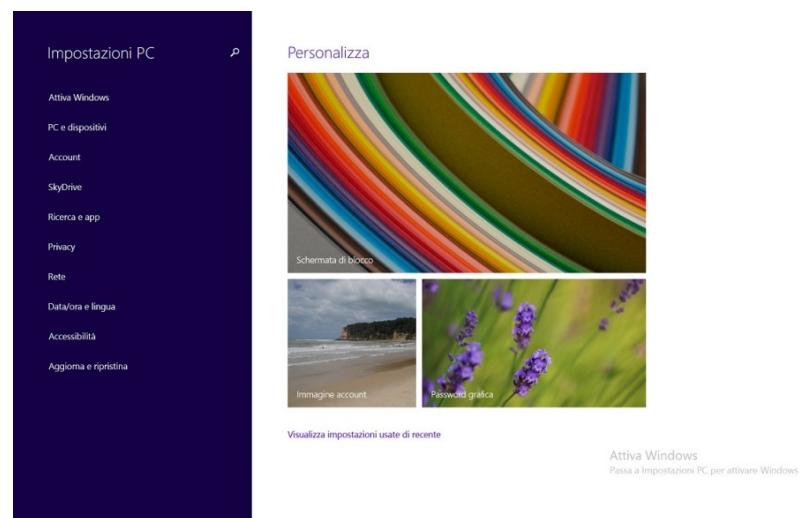 Impostazioni PC
Attiva Windows
PC e dispositivi
Account
SkyDrive
Ricerca e app
Privacy
Rete
Data/ora e lingua
Accessibilità
Aggiorna e ripristina
Personalizza
Schermata di blocco
Immagine account
Password grafica
Visualizza impostazioni usate di recente
Attiva Windows
Passa a Impostazioni PC per attivare Windows